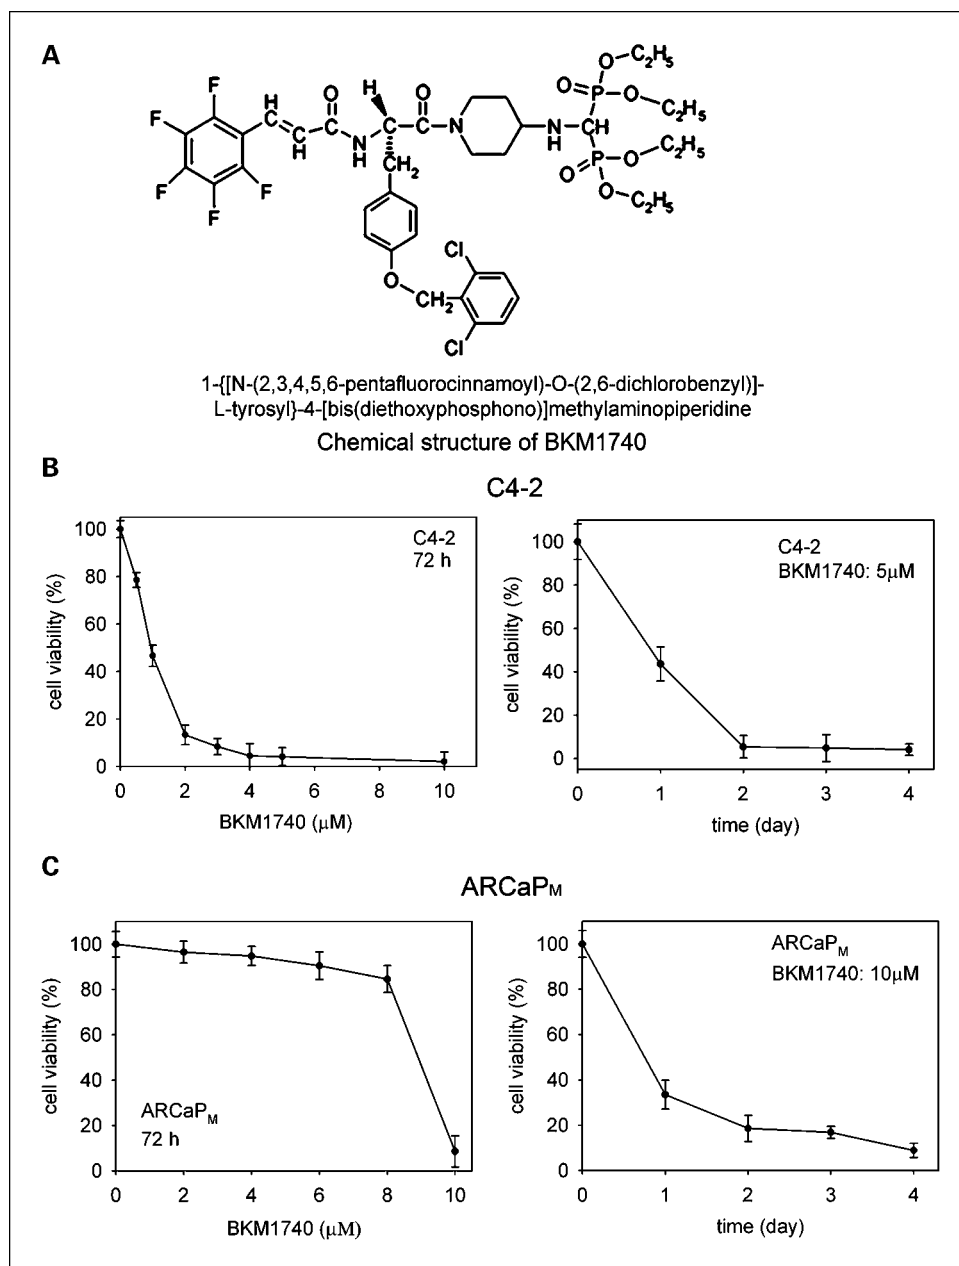 A
F
F
F
F
F
H
C
H
O
C
N
H
H
C
CH2
O
C
N
N
H
CH
O
P
O
C2H5
O
C2H5
P
O
O
C2H5
O
C2H5
O
CH2
Cl
Cl
1-{[N-(2,3,4,5,6-pentafluorocinnamoyl)-O-(2,6-dichlorobenzyl)]-
L-tyrosyl}-4-[bis(diethoxyphosphono)]methylaminopiperidine
Chemical structure of BKM1740
B
C4-2
cell viability (%)
100
80
60
40
20
0
C4-2
72 h
0 2 4 6 8 10
BKM1740 (μM)
cell viability (%)
100
80
60
40
20
0
C4-2
BKM1740: 5μM
0 1 2 3 4
time (day)
C
ARCaPM
cell viability (%)
100
80
60
40
20
0
ARCaPM
72 h
0 2 4 6 8 10
BKM1740 (μM)
cell viability (%)
100
80
60
40
20
0
ARCaPM
BKM1740: 10μM
0 1 2 3 4
time (day)